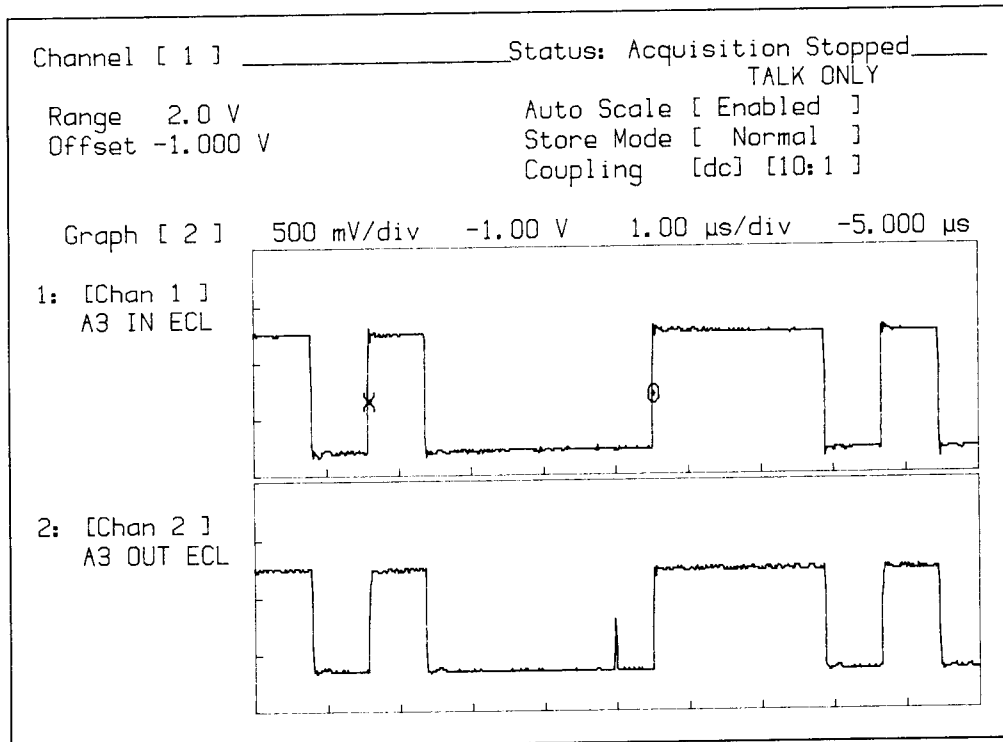 Channel [ 1 ] Status: Acquisition Stopped
TALK ONLY
Range 2.0 V
Auto Scale [ Enabled ]
Offset -1.000 V
Store Mode [ Normal ]
Coupling [dc] [10:1 ]
Graph [ 2 ] 500 mV/div -1.00 V 1.00 µs/div -5.000 µs
1: [Chan 1 ]
A3 IN ECL
2: [Chan 2 ]
A3 OUT ECL